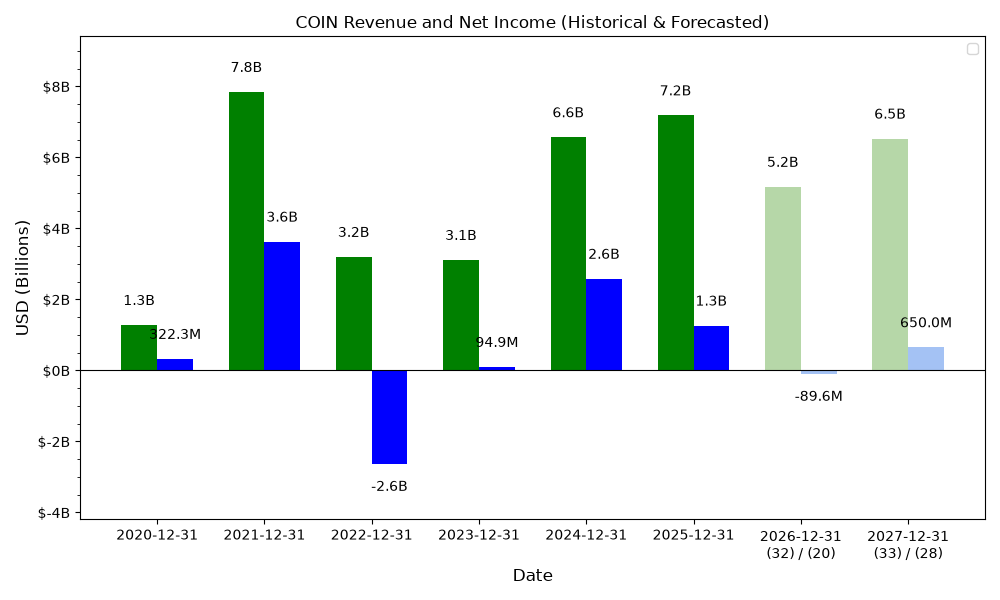 COIN Revenue and Net Income (Historical & Forecasted)
USD (Billions)
$8B
$6B
$4B
$2B
$0B
$-2B
$-4B
1.3B
322.3M
7.8B
3.6B
3.2B
-2.6B
3.1B
94.9M
6.6B
2.6B
7.2B
1.3B
5.2B
-89.6M
6.5B
650.0M
2020-12-31
2021-12-31
2022-12-31
2023-12-31
2024-12-31
2025-12-31
2026-12-31
(32) / (20)
2027-12-31
(33) / (28)
Date